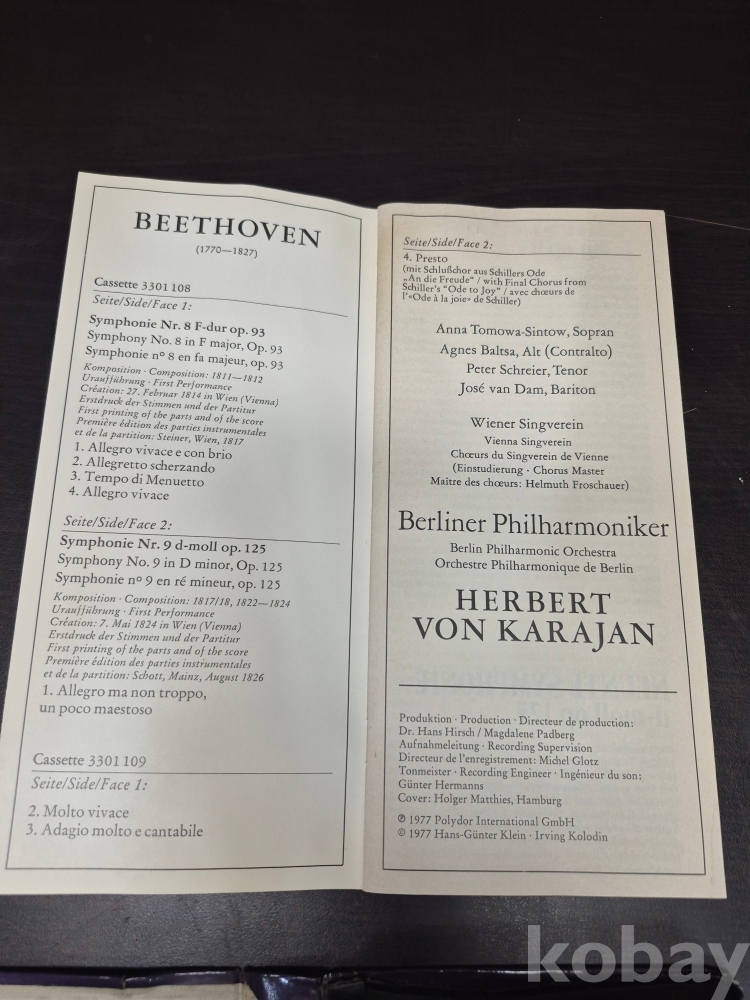 BEETHOVEN
(1770—1827)
Cassette 3301 108
Seite/Side/Face 1:
Symphonie Nr. 8 F-dur op. 93
Symphony No. 8 in F major, Op. 93
Symphonie nº 8 en fa majeur, op. 93
Komposition · Composition: 1811—1812
Uraufführung · First Performance
Création: 27. Februar 1814 in Wien (Vienna)
Erstdruck der Stimmen und der Partitur
First printing of the parts and of the score
Première édition des parties instrumentales
et de la partition: Steiner, Wien, 1817
1. Allegro vivace e con brio
2. Allegretto scherzando
3. Tempo di Menuetto
4. Allegro vivace
Seite/Side/Face 2:
Symphonie Nr. 9 d-moll op. 125
Symphony No. 9 in D minor, Op. 125
Symphonie nº 9 en ré mineur, op. 125
Komposition · Composition: 1817/18, 1822—1824
Uraufführung · First Performance
Création: 7. Mai 1824 in Wien (Vienna)
Erstdruck der Stimmen und der Partitur
First printing of the parts and of the score
Première édition des parties instrumentales
et de la partition: Schott, Mainz, August 1826
1. Allegro ma non troppo,
un poco maestoso
Cassette 3301 109
Seite/Side/Face 1:
2. Molto vivace
3. Adagio molto e cantabile
Seite/Side/Face 2:
4. Presto
(mit Schlußchor aus Schillers Ode
„An die Freude" / with Final Chorus from
Schiller's "Ode to Joy" / avec chœurs de
l'«Ode à la joie» de Schiller)
Anna Tomowa-Sintow, Sopran
Agnes Baltsa, Alt (Contralto)
Peter Schreier, Tenor
José van Dam, Bariton
Wiener Singverein
Vienna Singverein
Chœurs du Singverein de Vienne
(Einstudierung · Chorus Master
Maître des chœurs: Helmuth Froschauer)
Berliner Philharmoniker
Berlin Philharmonic Orchestra
Orchestre Philharmonique de Berlin
HERBERT
VON KARAJAN
Produktion · Production · Directeur de production:
Dr. Hans Hirsch / Magdalene Padberg
Aufnahmeleitung · Recording Supervision
Directeur de l'enregistrement: Michel Glotz
Tonmeister · Recording Engineer · Ingénieur du son:
Günter Hermanns
Cover: Holger Matthies, Hamburg
℗ 1977 Polydor International GmbH
© 1977 Hans-Günter Klein · Irving Kolodin
kobay